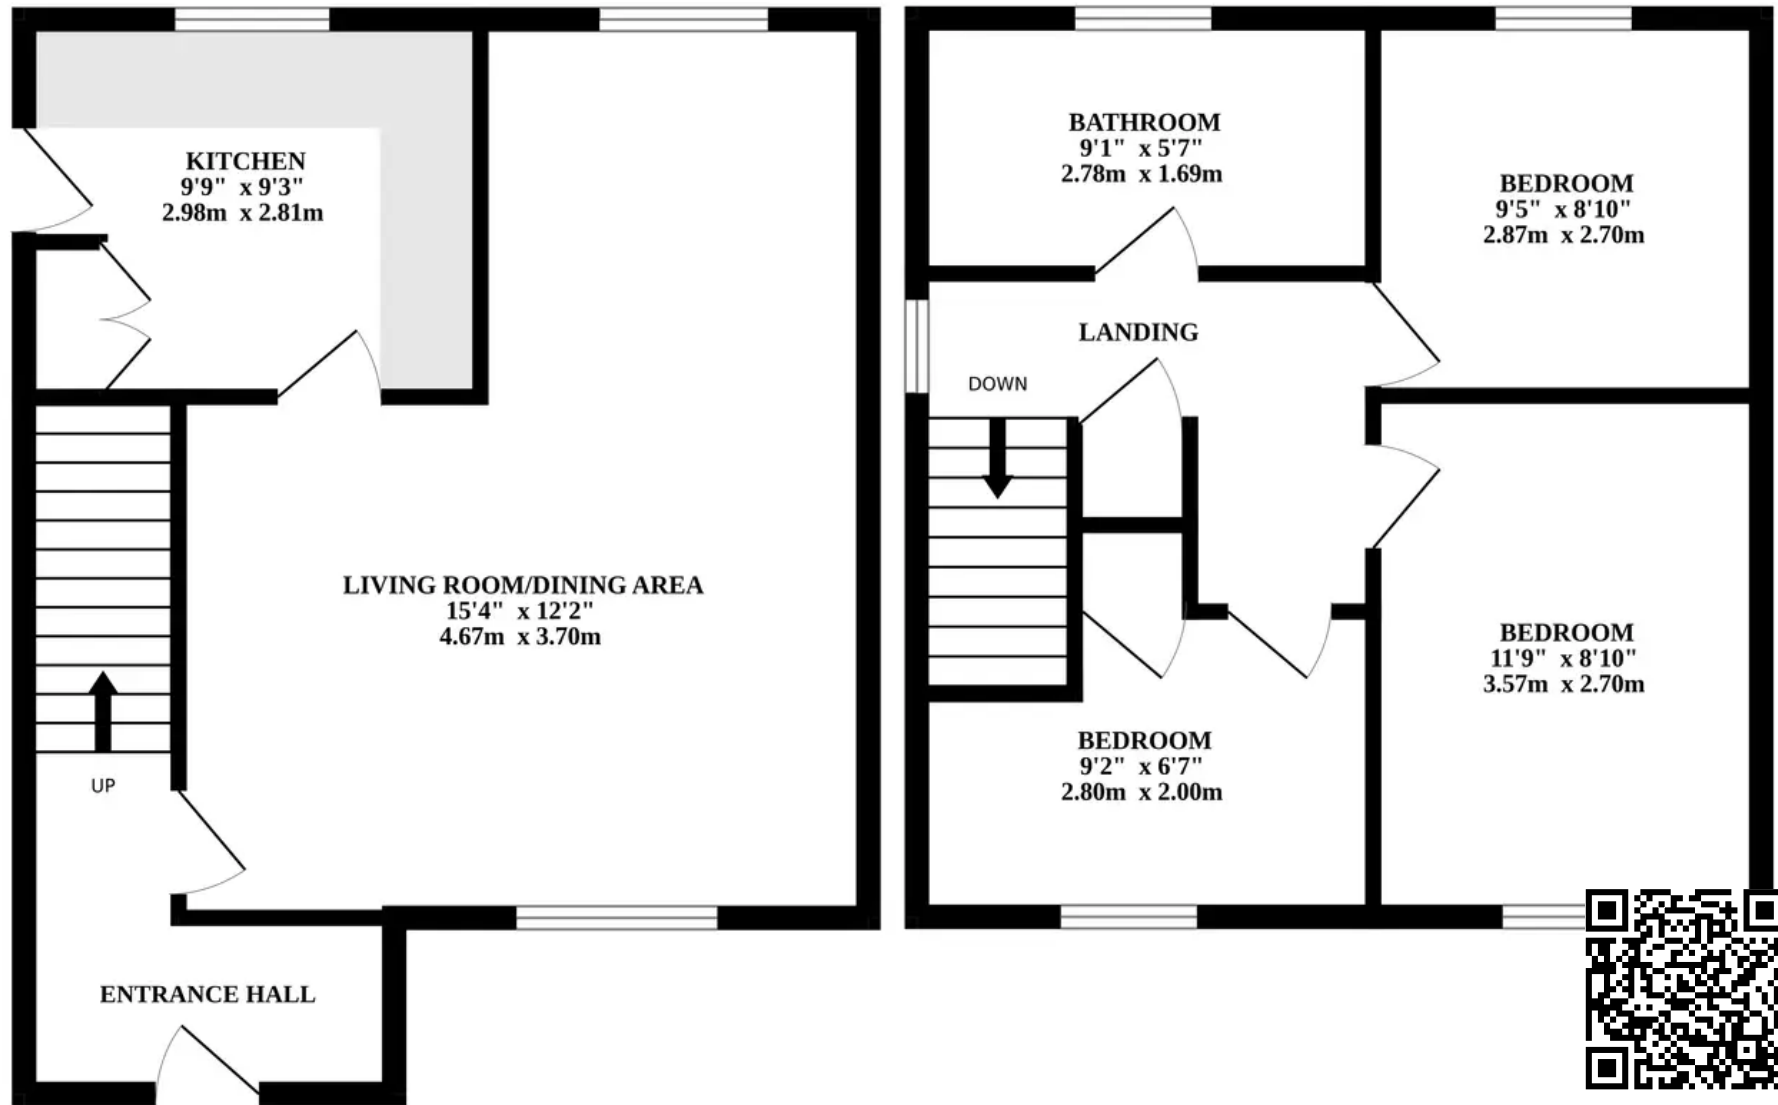 KITCHEN
9'9" x 9'3"
2.98m x 2.81m
LIVING ROOM/DINING AREA
15'4" x 12'2"
4.67m x 3.70m
UP
ENTRANCE HALL
BATHROOM
9'1" x 5'7"
2.78m x 1.69m
BEDROOM
9'5" x 8'10"
2.87m x 2.70m
LANDING
DOWN
BEDROOM
11'9" x 8'10"
3.57m x 2.70m
BEDROOM
9'2" x 6'7"
2.80m x 2.00m